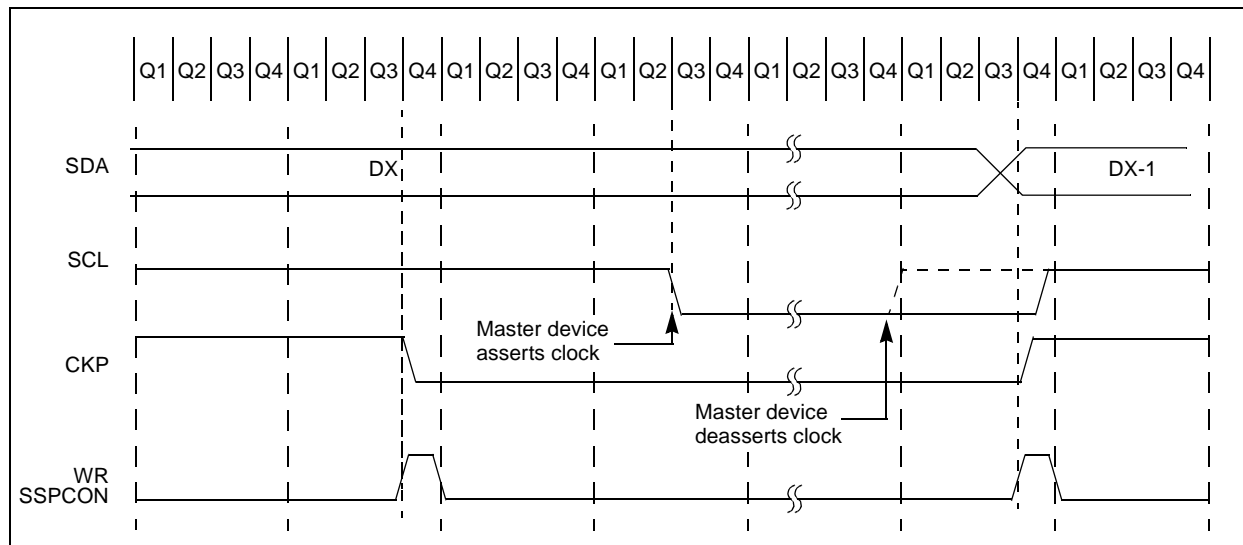 Q1 Q2 Q3 Q4 Q1 Q2 Q3 Q4 Q1 Q2 Q3 Q4 Q1 Q2 Q3 Q4 Q1 Q2 Q3 Q4 Q1 Q2 Q3 Q4 Q1 Q2 Q3 Q4
SDA
DX
DX-1
SCL
Master device
asserts clock
CKP
Master device
deasserts clock
WR
SSPCON